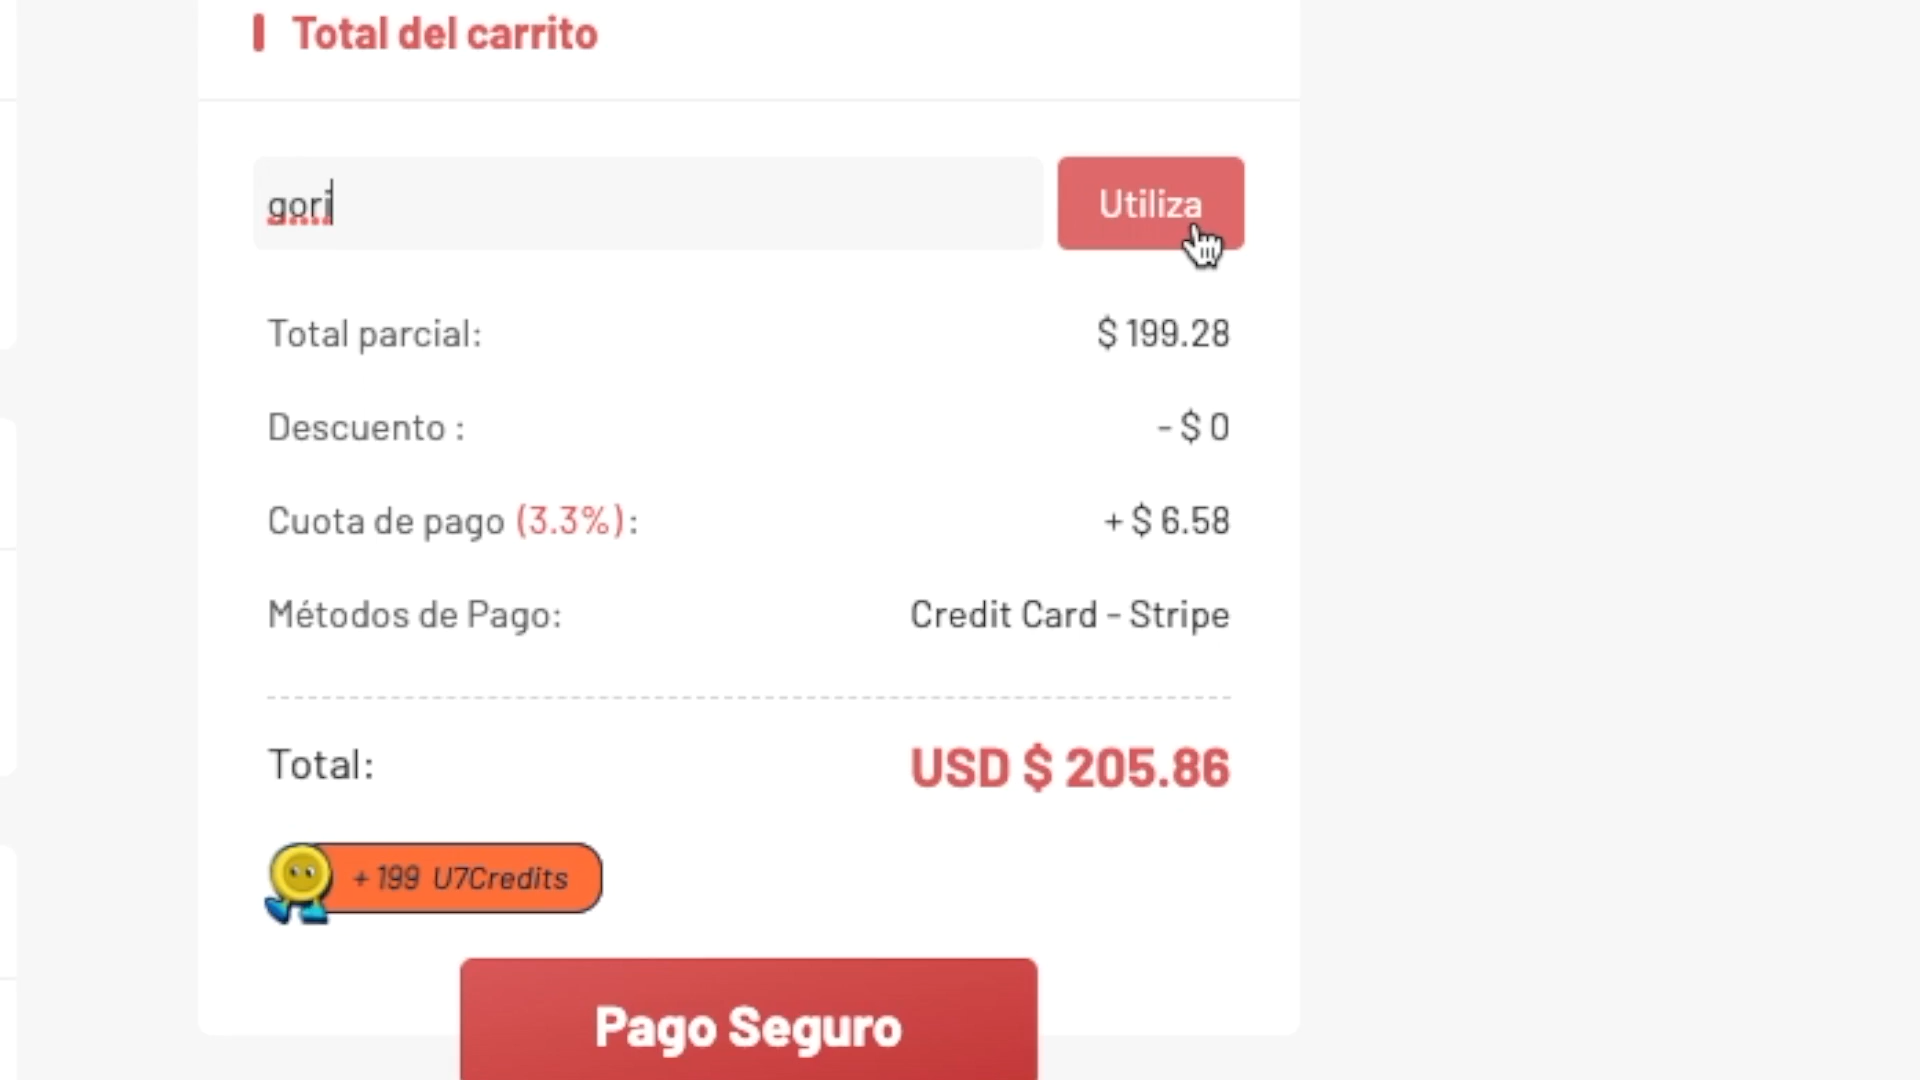 Total del carrito
gori
Utiliza
Total parcial: $ 199.28
Descuento : - $ 0
Cuota de pago (3.3%): + $ 6.58
Métodos de Pago: Credit Card - Stripe
Total: USD $ 205.86
+ 199 U7Credits
Pago Seguro